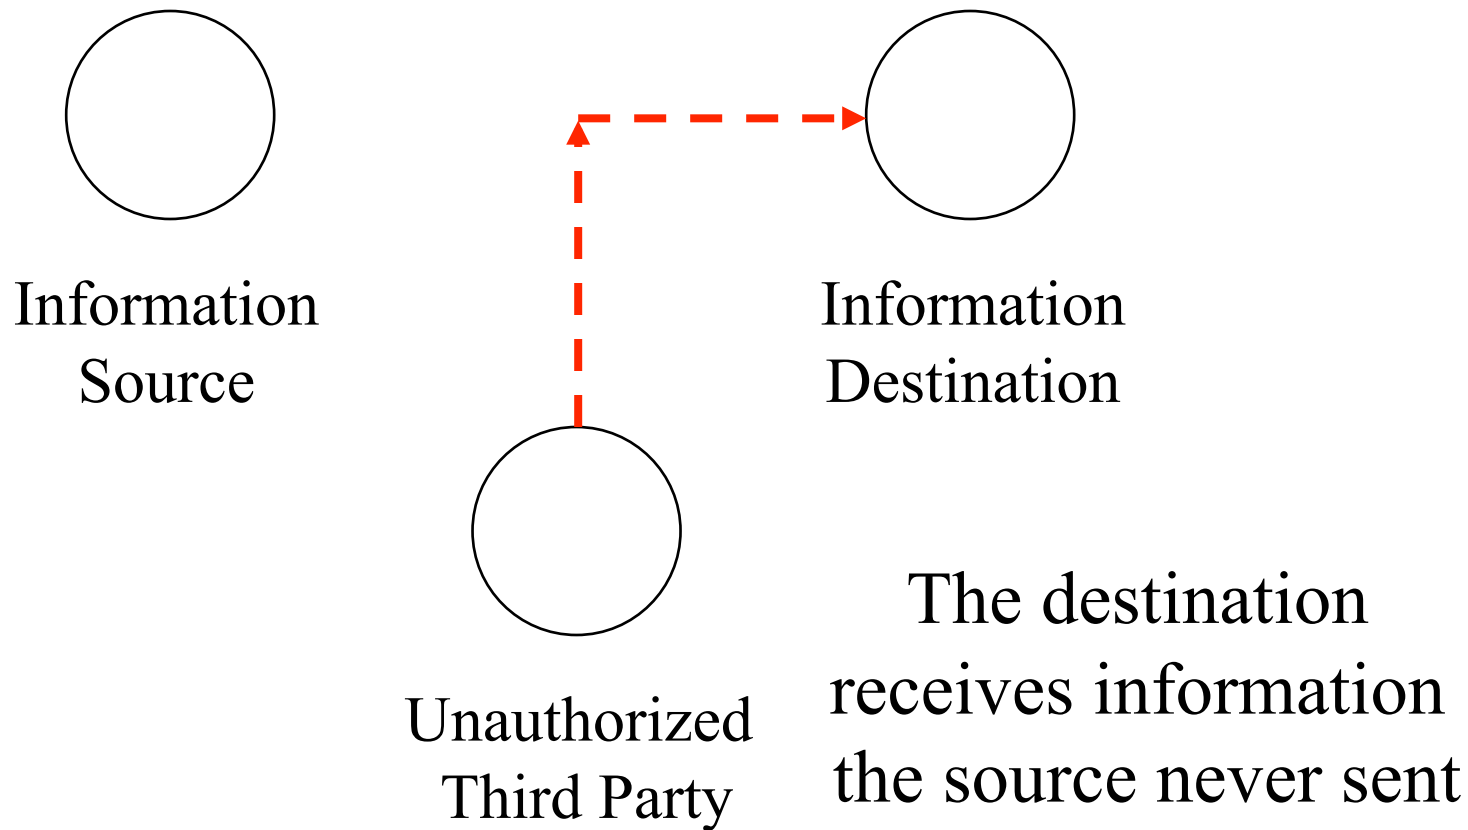 Information
Source
Information
Destination
Unauthorized
Third Party
The destination
receives information
the source never sent